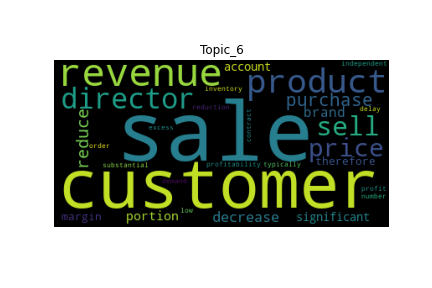 Topic_6
independent
revenue account product
inventory
director purchase
reduction brand delay
reduce sale sell
excess contract
order price
substantial profitability typically therefore
customer
demand profit
number
low
margin portion decrease significant